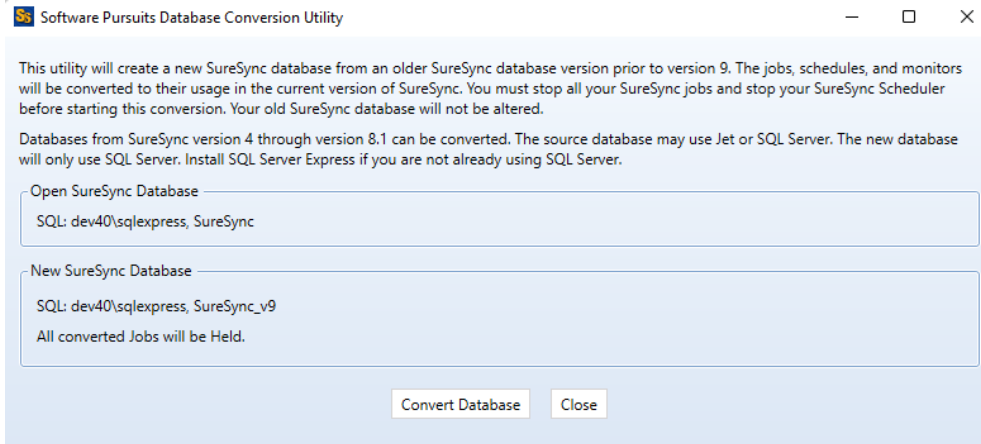 Ss Software Pursuits Database Conversion Utility
This utility will create a new SureSync database from an older SureSync database version prior to version 9. The jobs, schedules, and monitors
will be converted to their usage in the current version of SureSync. You must stop all your SureSync jobs and stop your SureSync Scheduler
before starting this conversion. Your old SureSync database will not be altered.
Databases from SureSync version 4 through version 8.1 can be converted. The source database may use Jet or SQL Server. The new database
will only use SQL Server. Install SQL Server Express if you are not already using SQL Server.
Open SureSync Database
SQL: dev40\sqlexpress, SureSync
New SureSync Database
SQL: dev40\sqlexpress, SureSync_v9
All converted Jobs will be Held.
Convert Database Close